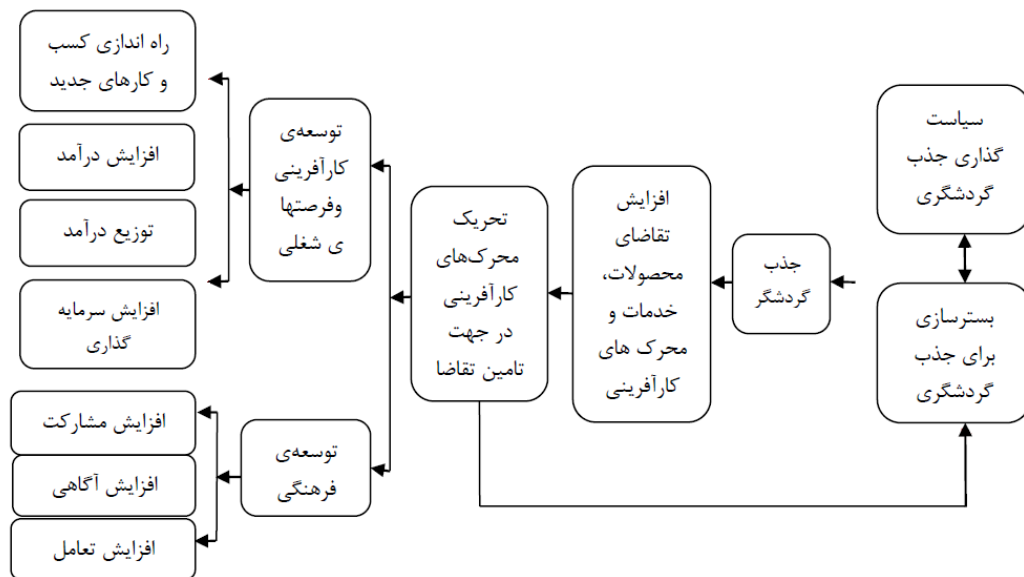 سیاست
گذاری جذب
گردشگری
بسترسازی
برای جذب
گردشگری
جذب
گردشگر
افزایش
تقاضای
محصولات،
خدمات و
محرک های
کارآفرینی
تحریک
محرک‌های
کارآفرینی
در جهت
تامین تقاضا
توسعه‌ی
کارآفرینی
وفرصتها
ی شغلی
راه اندازی کسب
و کارهای جدید
افزایش درآمد
توزیع درآمد
افزایش سرمایه
گذاری
توسعه‌ی
فرهنگی
افزایش مشارکت
افزایش آگاهی
افزایش تعامل